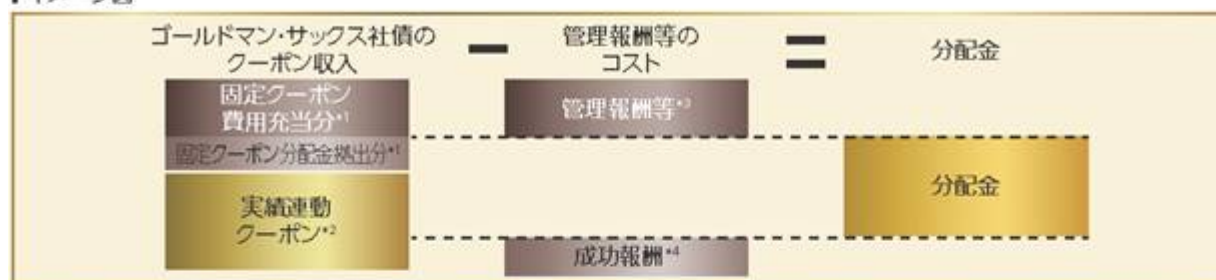 ゴールドマン・サックス社債の
クーポン収入
ー
管理報酬等の
コスト
=
分配金
固定クーポン
費用充当分*1
固定クーポン分配金拠出分*1
実績連動
クーポン*2
管理報酬等*3
成功報酬*4
分配金